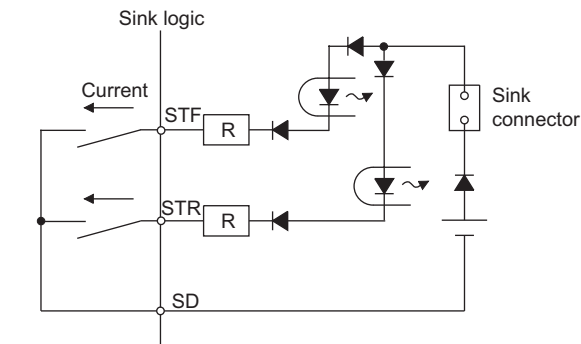 Sink logic
Current
STF
R
Sink
connector
STR
R
SD